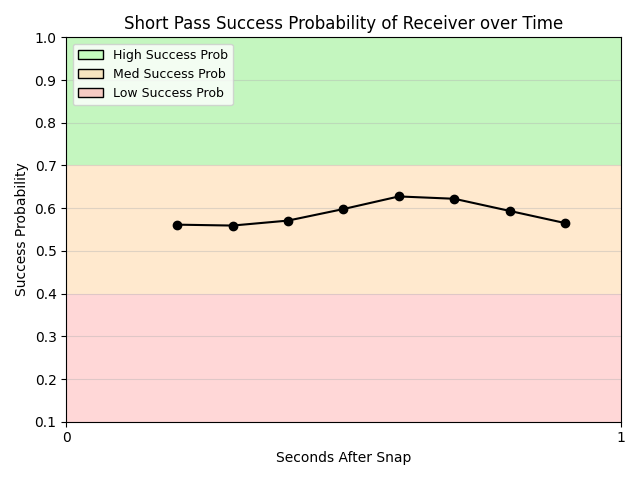 Short Pass Success Probability of Receiver over Time
1.0
High Success Prob
Med Success Prob
Low Success Prob
0.9
0.8
0.7
0.6
0.5
0.4
0.3
0.2
0.1
Success Probability
0
1
Seconds After Snap